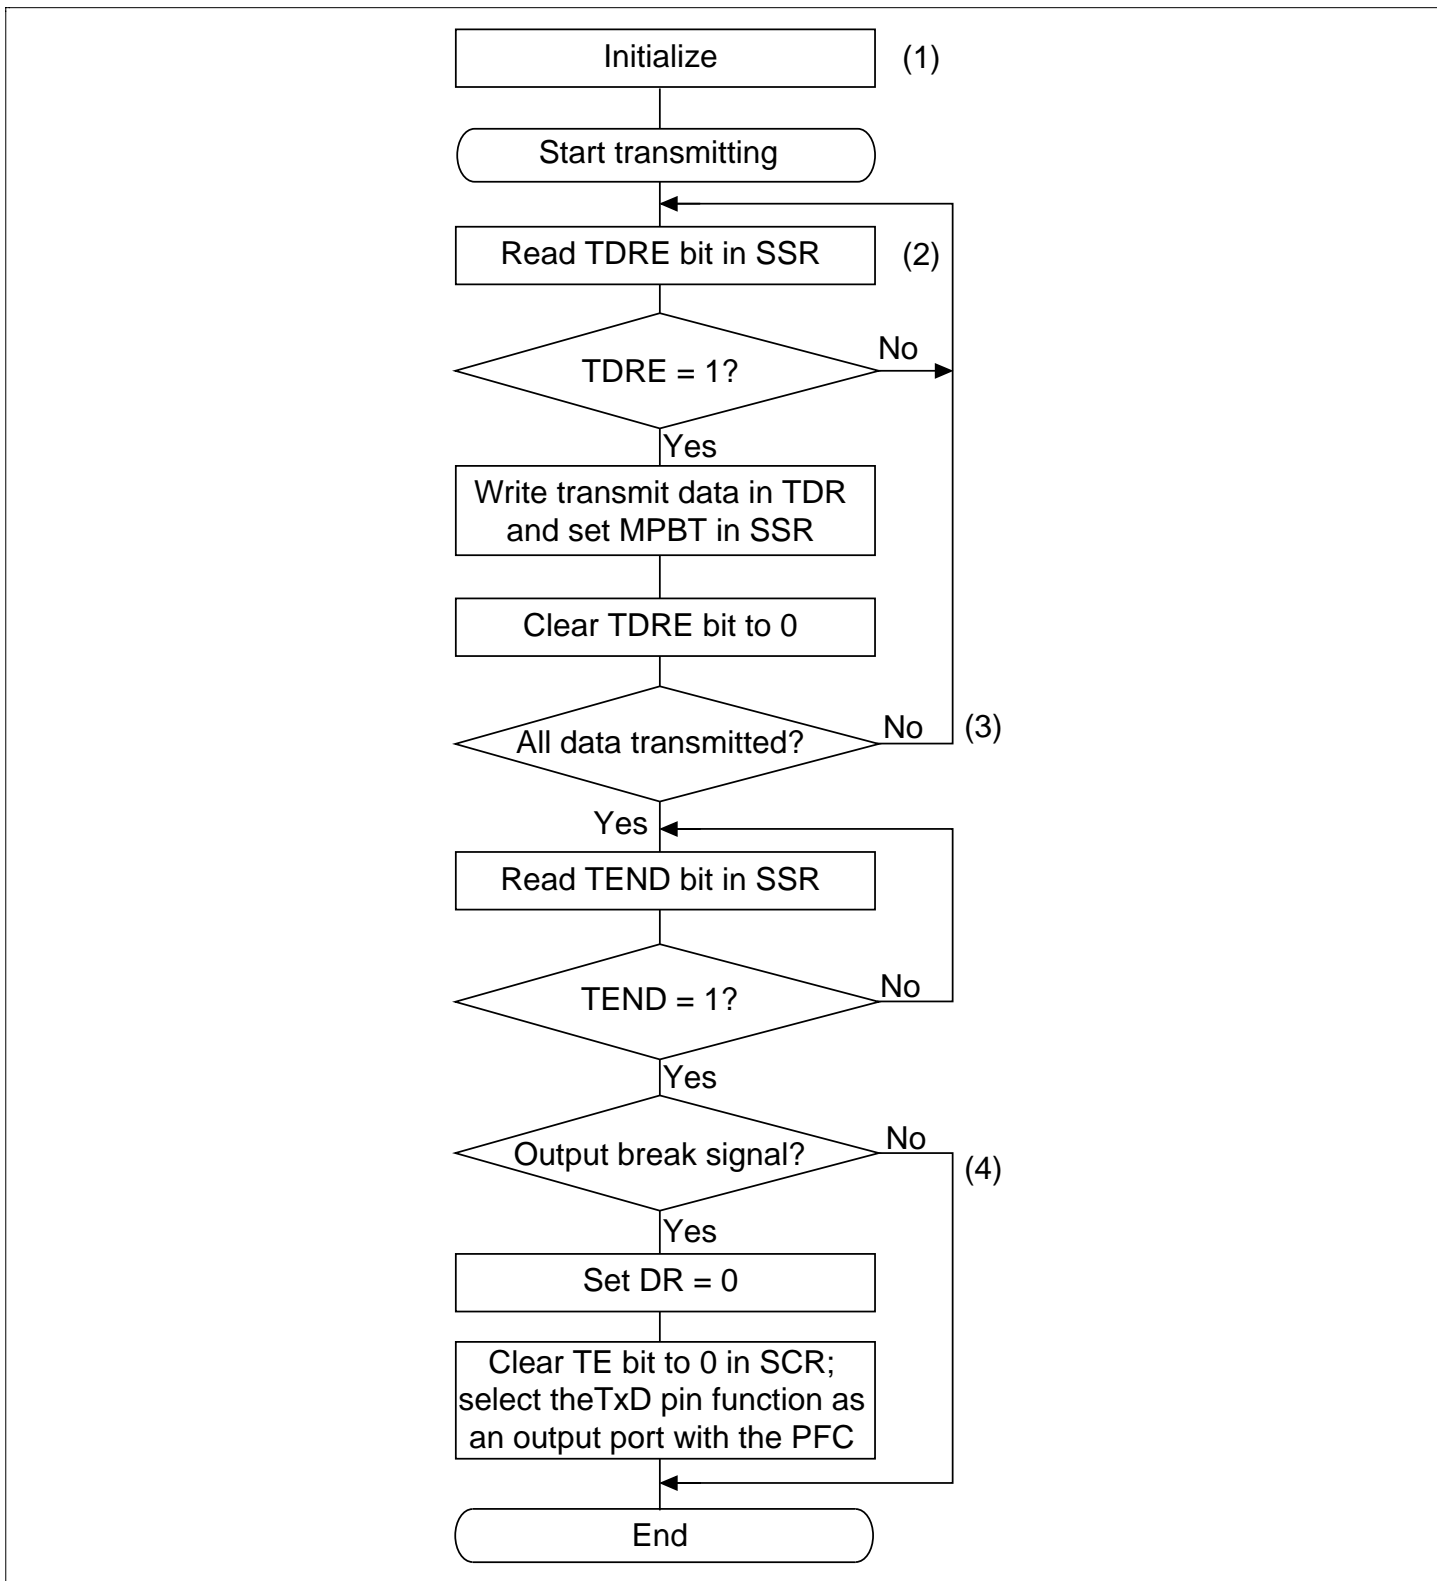 Initialize (1)
Start transmitting
Read TDRE bit in SSR (2)
TDRE = 1? No
Yes
Write transmit data in TDR
and set MPBT in SSR
Clear TDRE bit to 0
All data transmitted? No (3)
Yes
Read TEND bit in SSR
TEND = 1? No
Yes
Output break signal? No (4)
Yes
Set DR = 0
Clear TE bit to 0 in SCR;
select theTxD pin function as
an output port with the PFC
End